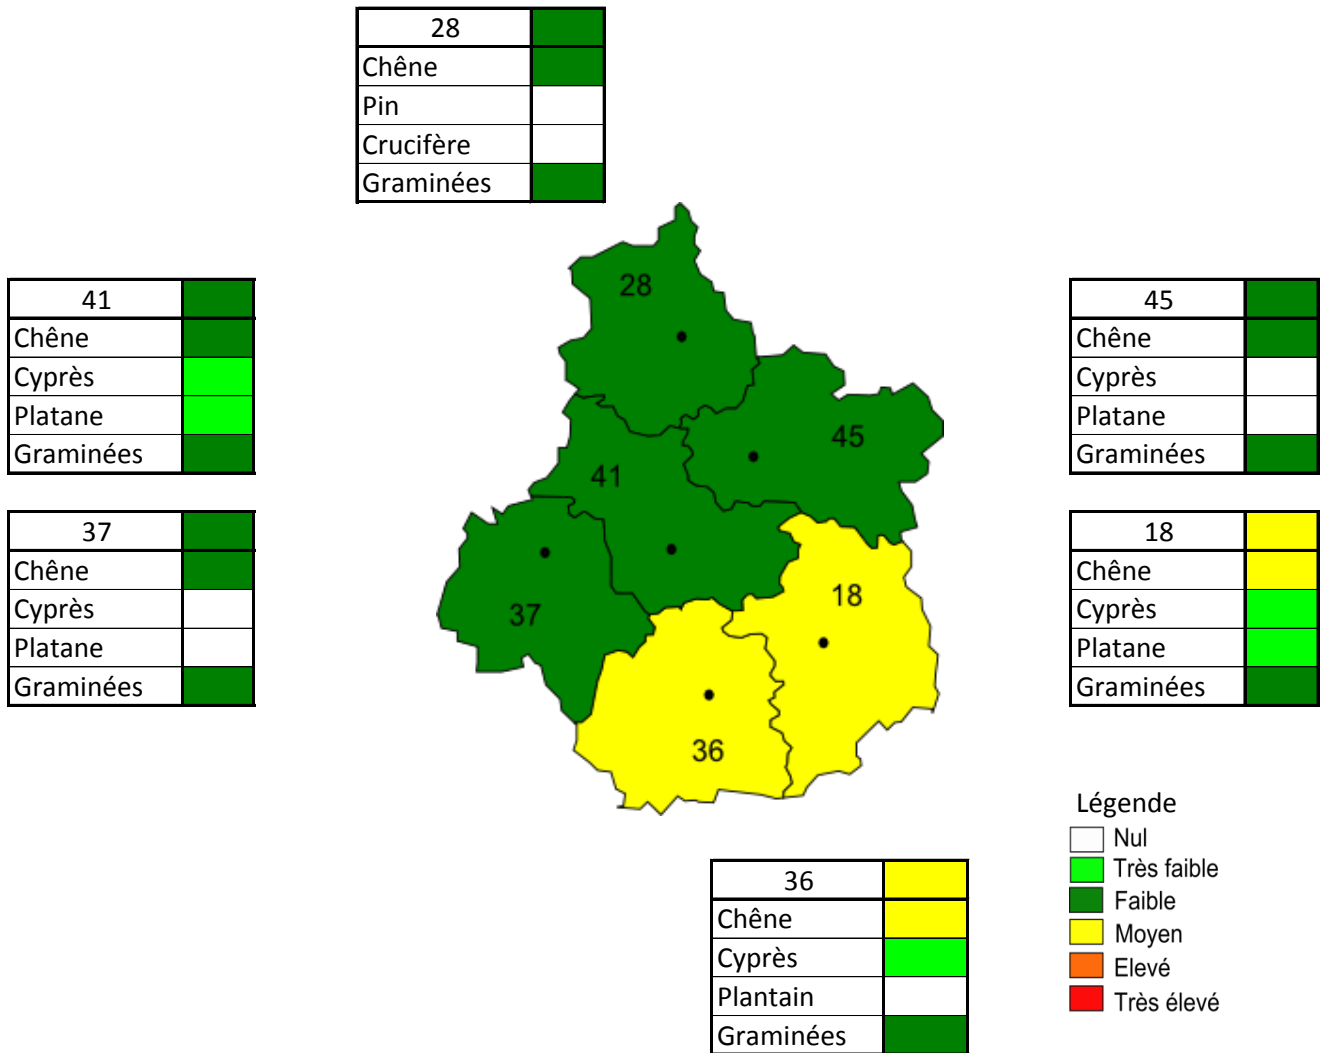 28
Chêne
Pin
Crucifère
Graminées
41
Chêne
Cyprès
Platane
Graminées
37
Chêne
Cyprès
Platane
Graminées
28
45
41
37
18
36
45
Chêne
Cyprès
Platane
Graminées
18
Chêne
Cyprès
Platane
Graminées
36
Chêne
Cyprès
Plantain
Graminées
Légende
Nul
Très faible
Faible
Moyen
Elevé
Très élevé